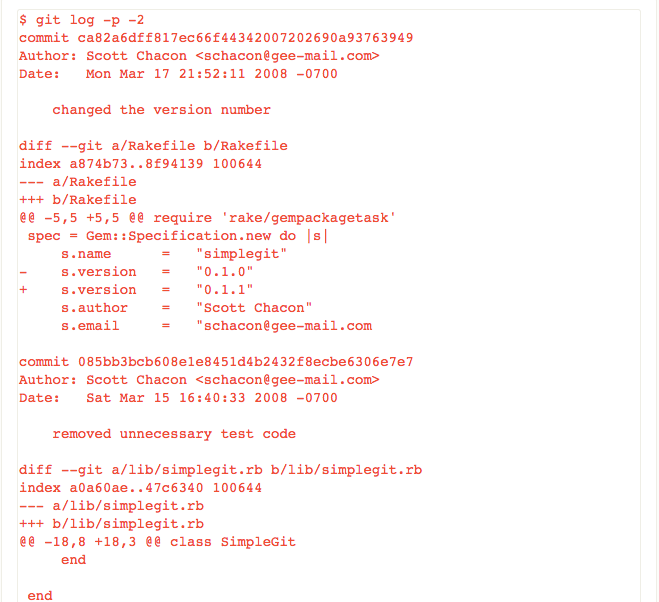 $ git log -p -2
commit ca82a6dff817ec66f44342007202690a93763949
Author: Scott Chacon <schacon@gee-mail.com>
Date:   Mon Mar 17 21:52:11 2008 -0700

    changed the version number

diff --git a/Rakefile b/Rakefile
index a874b73..8f94139 100644
--- a/Rakefile
+++ b/Rakefile
@@ -5,5 +5,5 @@ require 'rake/gempackagetask'
 spec = Gem::Specification.new do |s|
     s.name      =   "simplegit"
-    s.version   =   "0.1.0"
+    s.version   =   "0.1.1"
     s.author    =   "Scott Chacon"
     s.email     =   "schacon@gee-mail.com

commit 085bb3bcb608e1e8451d4b2432f8ecbe6306e7e7
Author: Scott Chacon <schacon@gee-mail.com>
Date:   Sat Mar 15 16:40:33 2008 -0700

    removed unnecessary test code

diff --git a/lib/simplegit.rb b/lib/simplegit.rb
index a0a60ae..47c6340 100644
--- a/lib/simplegit.rb
+++ b/lib/simplegit.rb
@@ -18,8 +18,3 @@ class SimpleGit
     end

 end